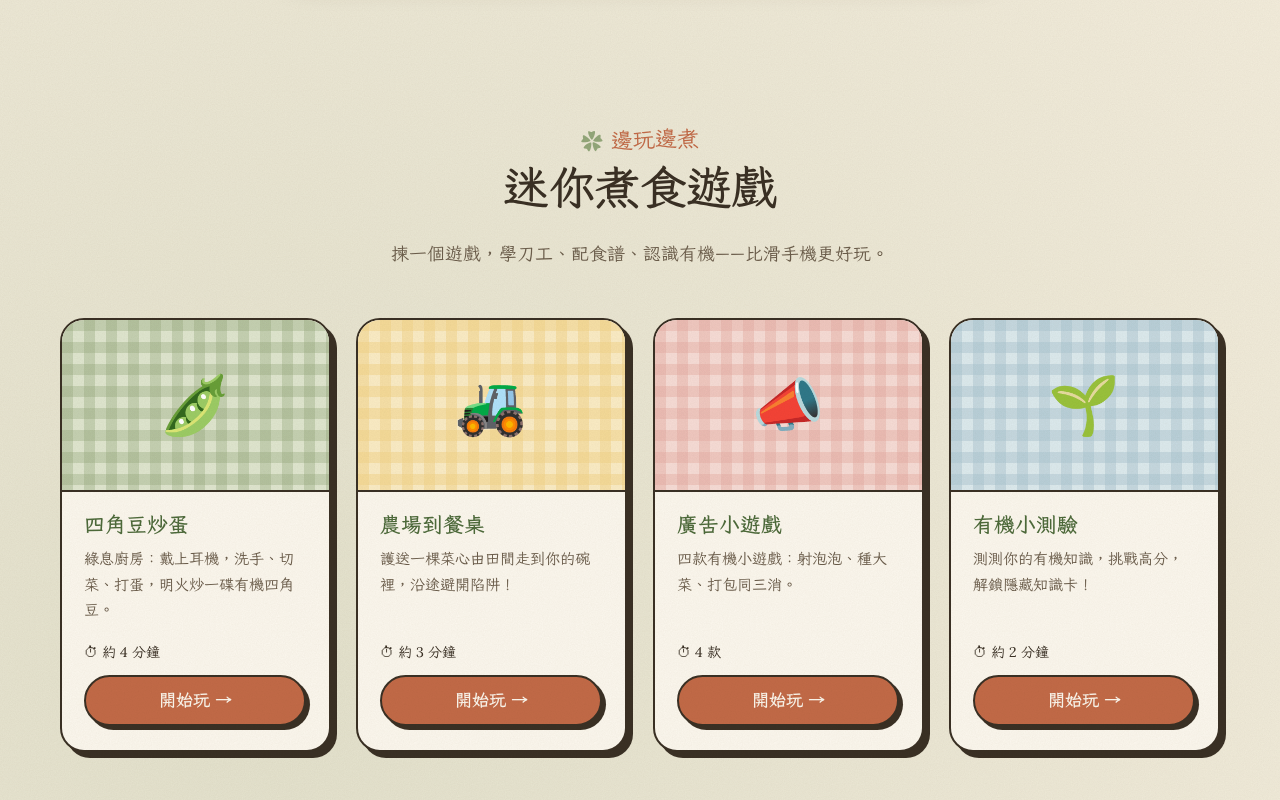 邊玩邊煮
迷你煮食遊戲
揀一個遊戲，學刀工、配食譜、認識有機——比滑手機更好玩。
四角豆炒蛋
綠息廚房：戴上耳機，洗手、切
菜、打蛋，明火炒一碟有機四角
豆。
⏱ 約 4 分鐘
開始玩 →
農場到餐桌
護送一棵菜心由田間走到你的碗
裡，沿途避開陷阱！
⏱ 約 3 分鐘
開始玩 →
廣告小遊戲
四款有機小遊戲：射泡泡、種大
菜、打包同三消。
⏱ 4 款
開始玩 →
有機小測驗
測測你的有機知識，挑戰高分，
解鎖隱藏知識卡！
⏱ 約 2 分鐘
開始玩 →